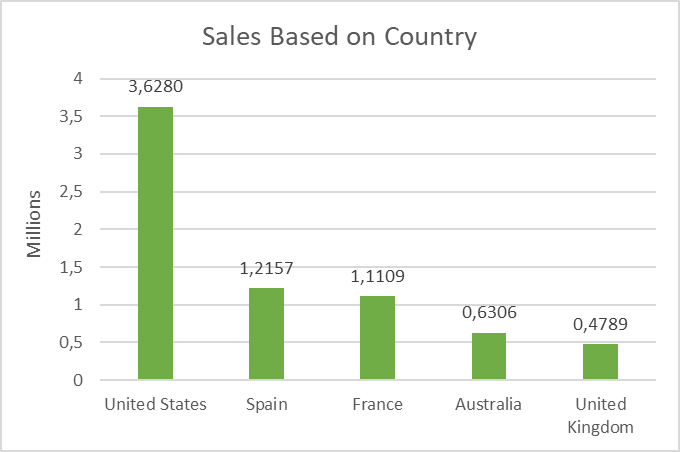 Sales Based on Country
Millions
4
3,5
3
2,5
2
1,5
1
0,5
0
3,6280
1,2157
1,1109
0,6306
0,4789
United States
Spain
France
Australia
United
Kingdom